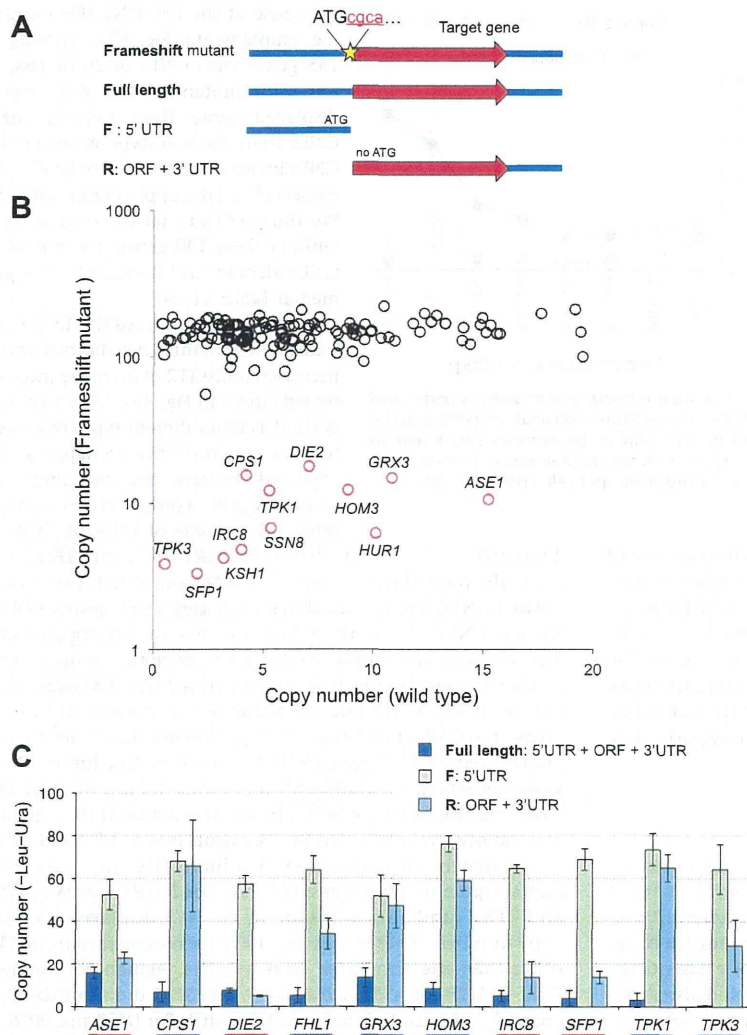 A
ATGcgca...
Target gene
Frameshift mutant
Full length
F : 5' UTR
ATG
R: ORF + 3' UTR
no ATG
B
Copy number (Frameshift mutant )
1000
100
10
1
CPS1
DIE2
GRX3
ASE1
TPK1
HOM3
TPK3
IRC8
SSN8
HUR1
KSH1
SFP1
0
5
10
15
20
Copy number (wild type)
C
Full length: 5'UTR + ORF + 3'UTR
F: 5'UTR
R: ORF + 3'UTR
Copy number (–Leu–Ura)
100
80
60
40
20
0
ASE1 CPS1 DIE2 FHL1 GRX3 HOM3 IRC8 SFP1 TPK1 TPK3